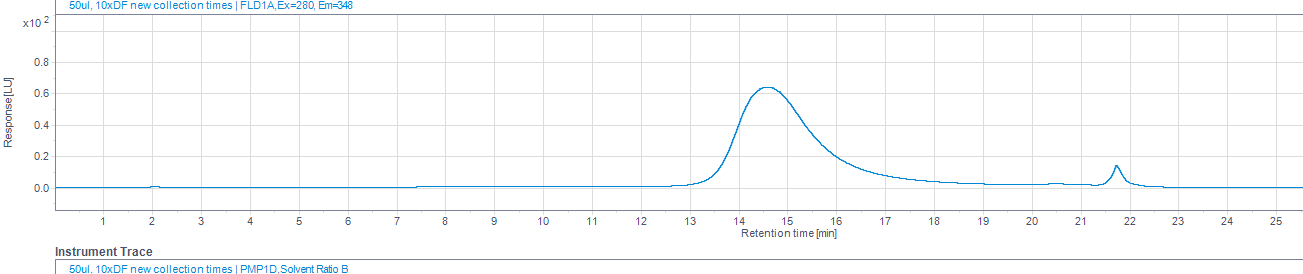 50ul, 10xDF new collection times | FLD1A,Ex=280, Em=348
x10 2
0.8
0.6
0.4
0.2
0.0
Response [LU]
1 2 3 4 5 6 7 8 9 10 11 12 13 14 15 16 17 18 19 20 21 22 23 24 25
Retention time [min]
Instrument Trace
50ul, 10xDF new collection times | PMP1D,Solvent Ratio B